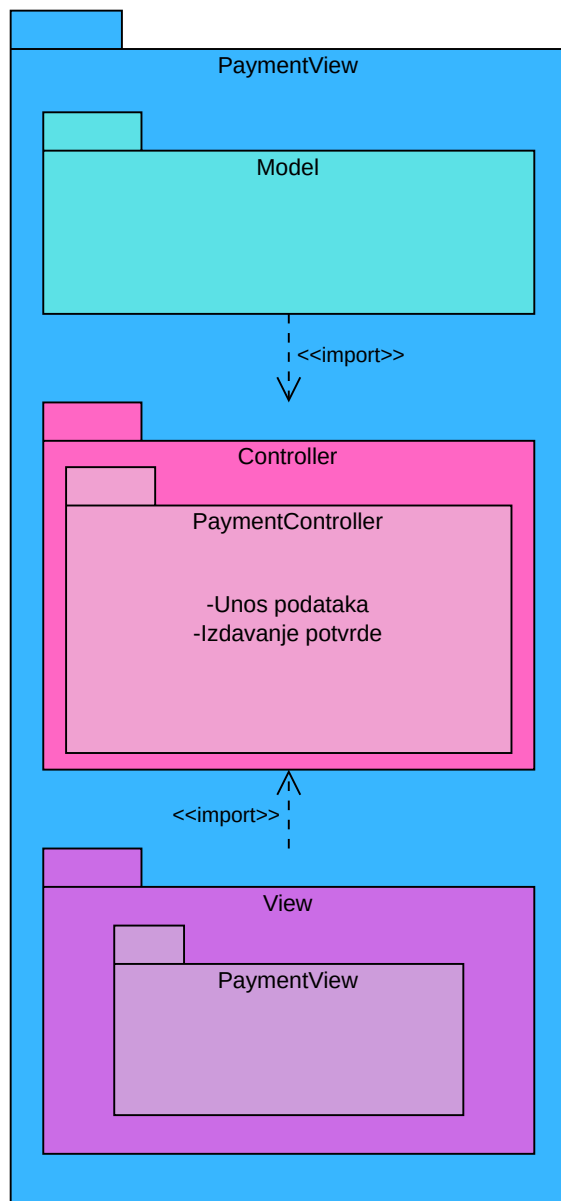 PaymentView
Model
<<import>>
Controller
PaymentController
-Unos podataka
-Izdavanje potvrde
<<import>>
View
PaymentView